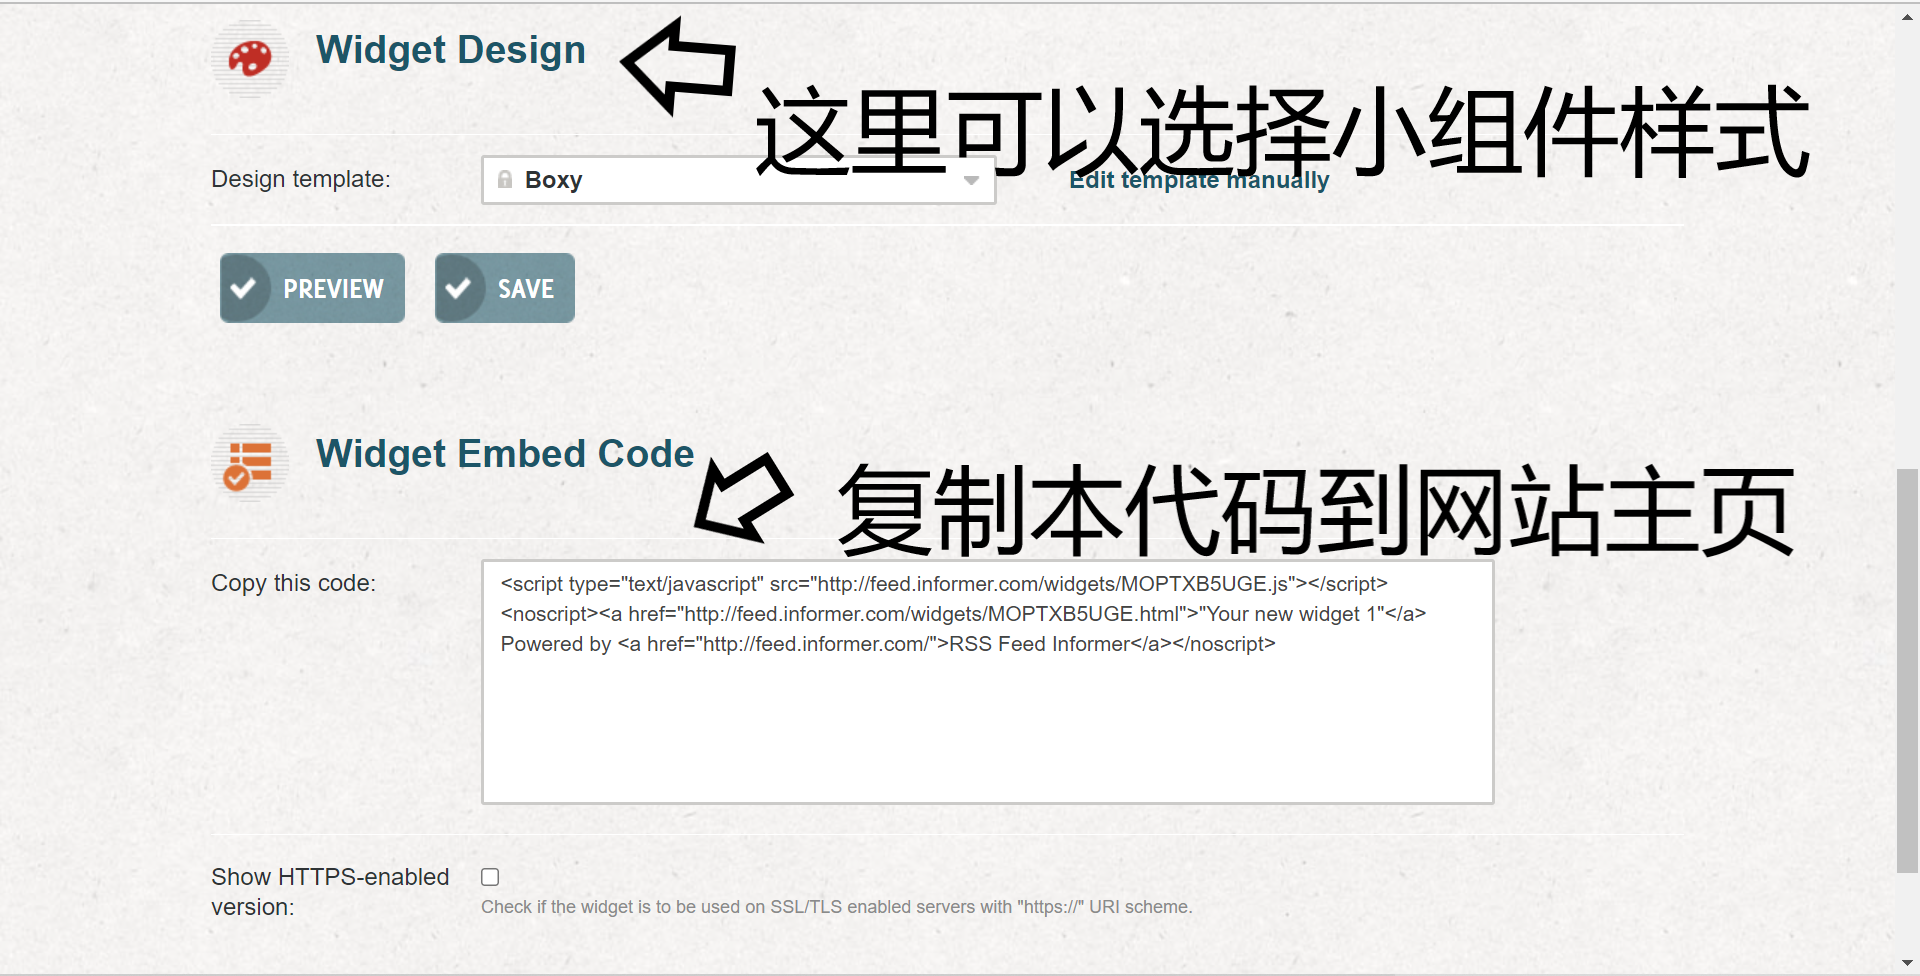 Widget Design
这里可以选择小组件样式
Design template:
Boxy
Edit template manually
PREVIEW
SAVE
Widget Embed Code
复制本代码到网站主页
Copy this code:
<script type="text/javascript" src="http://feed.informer.com/widgets/MOPTXB5UGE.js"></script>
<noscript><a href="http://feed.informer.com/widgets/MOPTXB5UGE.html">"Your new widget 1"</a>
Powered by <a href="http://feed.informer.com/">RSS Feed Informer</a></noscript>
Show HTTPS-enabled
version:
Check if the widget is to be used on SSL/TLS enabled servers with "https://" URI scheme.